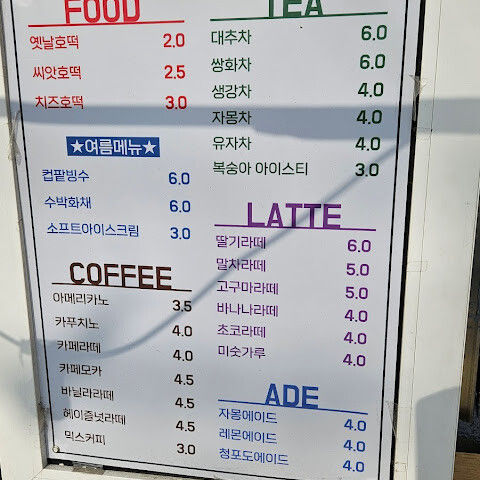 FOOD
옛날호떡 2.0
씨앗호떡 2.5
치즈호떡 3.0
★여름메뉴★
컵팥빙수 6.0
수박화채 6.0
소프트아이스크림 3.0
COFFEE
아메리카노 3.5
카푸치노 4.0
카페라떼 4.0
카페모카 4.5
바닐라라떼 4.5
헤이즐넛라떼 4.5
믹스커피 3.0
TEA
대추차 6.0
쌍화차 6.0
생강차 4.0
자몽차 4.0
유자차 4.0
복숭아 아이스티 3.0
LATTE
딸기라떼 6.0
말차라떼 5.0
고구마라떼 5.0
바나나라떼 4.0
초코라떼 4.0
미숫가루 4.0
ADE
자몽에이드 4.0
레몬에이드 4.0
청포도에이드 4.0